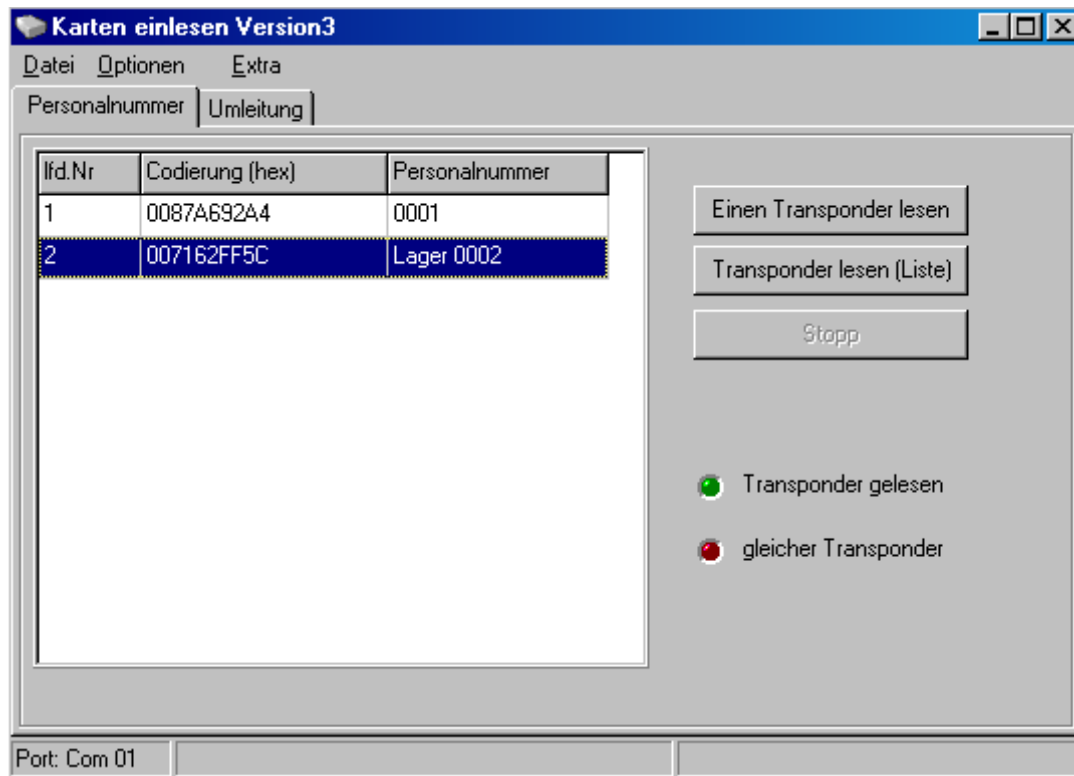 Karten einlesen Version3
Datei Optionen Extra
Personalnummer Umleitung
lfd.Nr Codierung (hex) Personalnummer
1 0087A692A4 0001
2 007162FF5C Lager 0002
Einen Transponder lesen
Transponder lesen (Liste)
Stopp
Transponder gelesen
gleicher Transponder
Port: Com 01